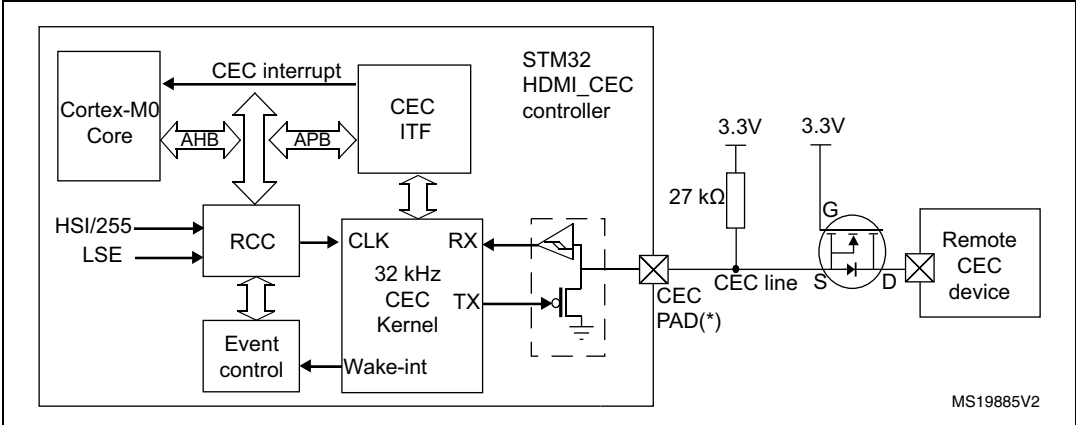 STM32
HDMI_CEC
controller
CEC interrupt
Cortex-M0
Core
CEC
ITF
AHB
APB
3.3V
3.3V
27 kΩ
G
HSI/255
LSE
RCC
CLK
RX
32 kHz
CEC
Kernel
TX
Wake-int
Event
control
CEC
PAD(*)
CEC line
S
D
Remote
CEC
device
MS19885V2